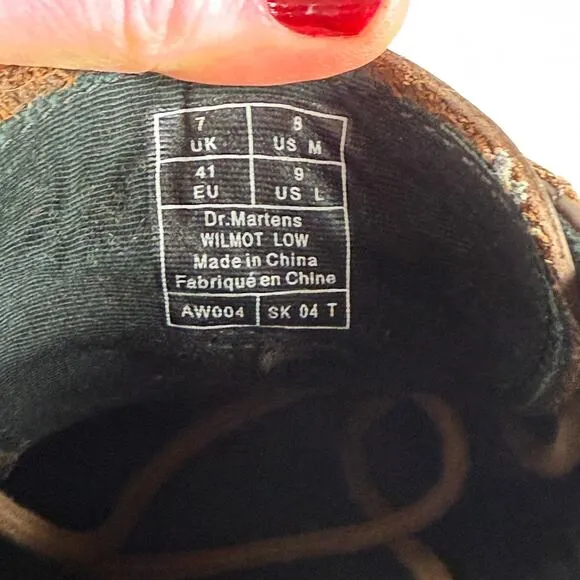 7 8
UK US M
41 9
EU US L
Dr.Martens
WILMOT LOW
Made in China
Fabriqué en Chine
AW004 SK 04 T